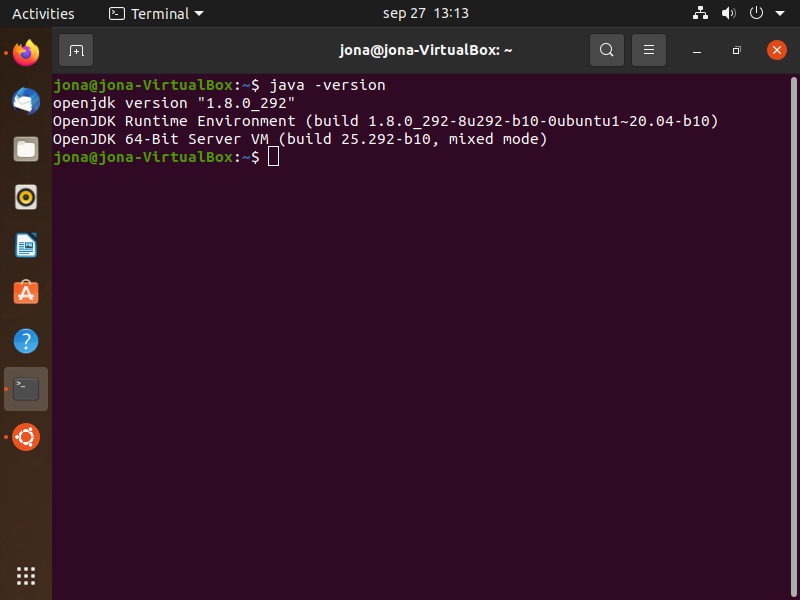 Activities Terminal sep 27 13:13
jona@jona-VirtualBox: ~
jona@jona-VirtualBox:~$ java -version
openjdk version "1.8.0_292"
OpenJDK Runtime Environment (build 1.8.0_292-8u292-b10-0ubuntu1~20.04-b10)
OpenJDK 64-Bit Server VM (build 25.292-b10, mixed mode)
jona@jona-VirtualBox:~$